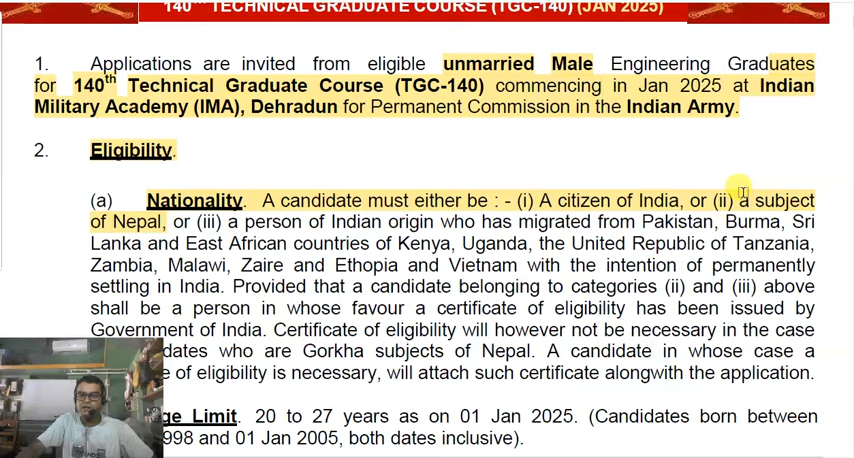 140TH TECHNICAL GRADUATE COURSE (TGC-140) (JAN 2025)
1. Applications are invited from eligible unmarried Male Engineering Graduates
for 140th Technical Graduate Course (TGC-140) commencing in Jan 2025 at Indian
Military Academy (IMA), Dehradun for Permanent Commission in the Indian Army.
2. Eligibility.
(a) Nationality. A candidate must either be : - (i) A citizen of India, or (ii) a subject
of Nepal, or (iii) a person of Indian origin who has migrated from Pakistan, Burma, Sri
Lanka and East African countries of Kenya, Uganda, the United Republic of Tanzania,
Zambia, Malawi, Zaire and Ethopia and Vietnam with the intention of permanently
settling in India. Provided that a candidate belonging to categories (ii) and (iii) above
shall be a person in whose favour a certificate of eligibility has been issued by
Government of India. Certificate of eligibility will however not be necessary in the case
dates who are Gorkha subjects of Nepal. A candidate in whose case a
e of eligibility is necessary, will attach such certificate alongwith the application.
ge Limit. 20 to 27 years as on 01 Jan 2025. (Candidates born between
998 and 01 Jan 2005, both dates inclusive).